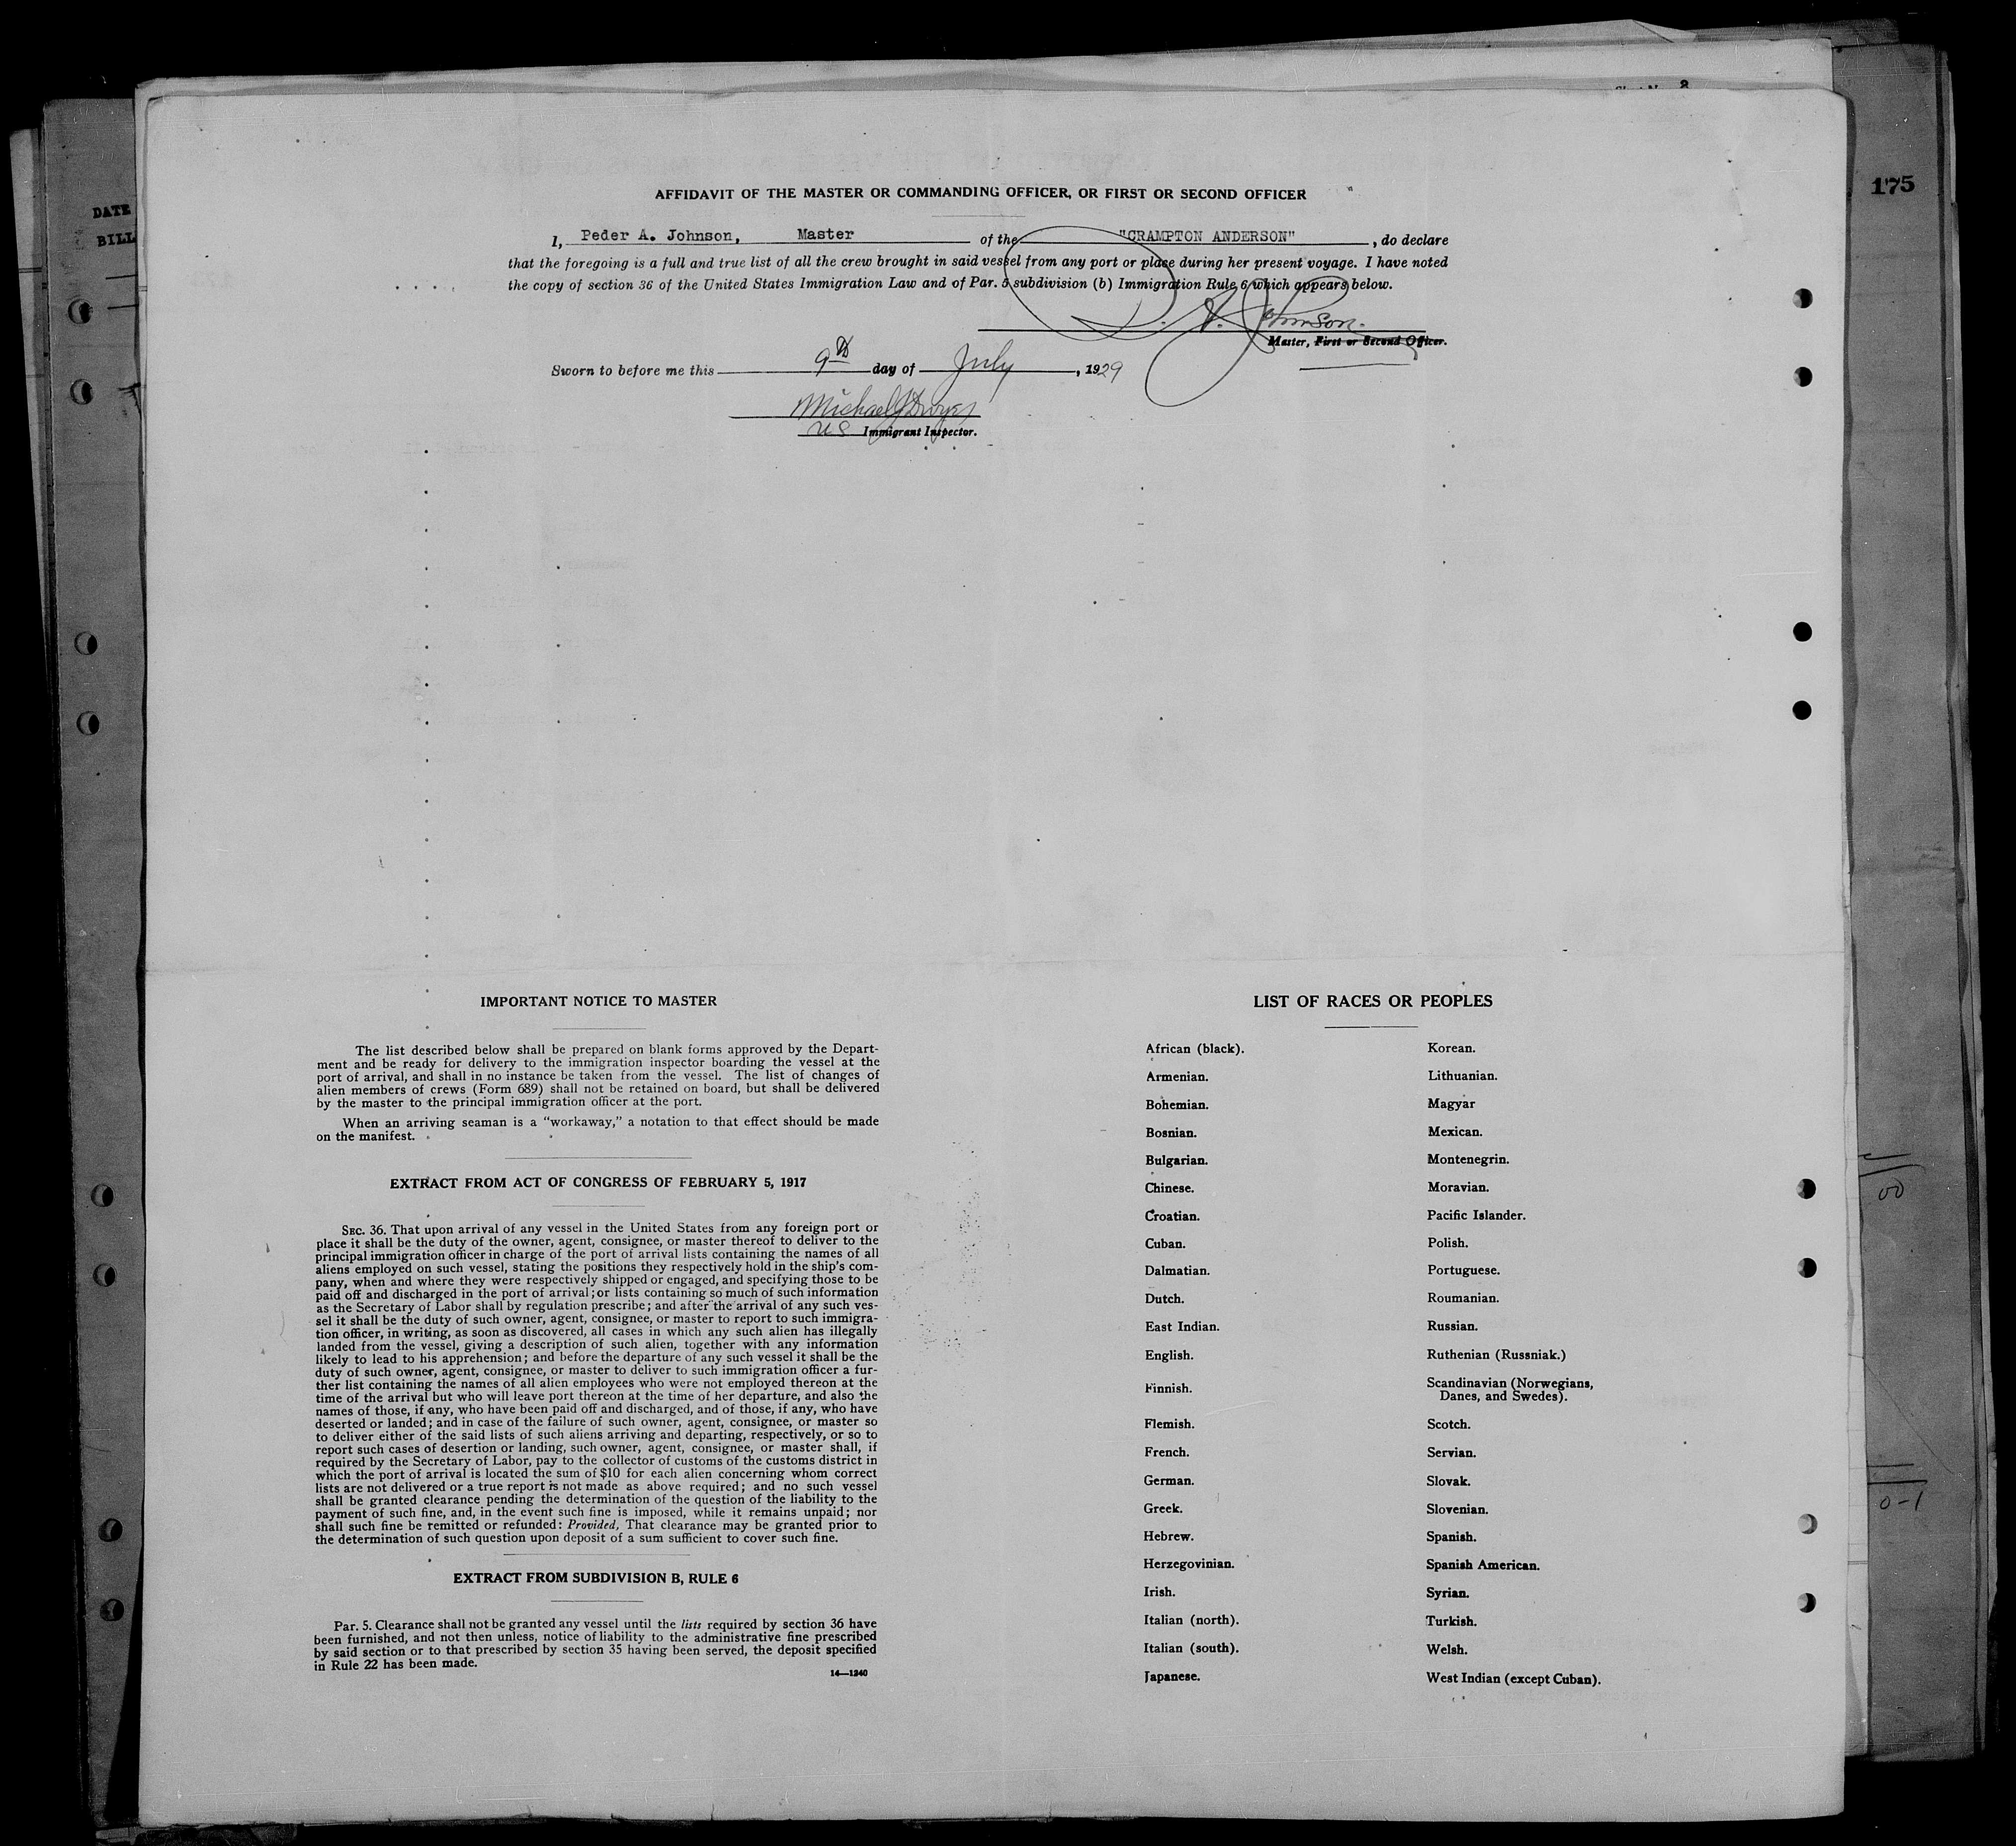 Sheet No. 8
175
DATE
BILL
AFFIDAVIT OF THE MASTER OR COMMANDING OFFICER, OR FIRST OR SECOND OFFICER
I, Peder A. Johnson, Master of the "CRAMPTON ANDERSON", do declare
that the foregoing is a full and true list of all the crew brought in said vessel from any port or place during her present voyage. I have noted
the copy of section 36 of the United States Immigration Law and of Par. 5 subdivision (b) Immigration Rule 6 which appears below.
P. A. Johnson.
Master, First or Second Officer.
Sworn to before me this 9th day of July, 1929
Michael J Dwyer
US Immigrant Inspector.
IMPORTANT NOTICE TO MASTER
The list described below shall be prepared on blank forms approved by the Depart-
ment and be ready for delivery to the immigration inspector boarding the vessel at the
port of arrival, and shall in no instance be taken from the vessel. The list of changes of
alien members of crews (Form 689) shall not be retained on board, but shall be delivered
by the master to the principal immigration officer at the port.
When an arriving seaman is a "workaway," a notation to that effect should be made
on the manifest.
EXTRACT FROM ACT OF CONGRESS OF FEBRUARY 5, 1917
SEC. 36. That upon arrival of any vessel in the United States from any foreign port or
place it shall be the duty of the owner, agent, consignee, or master thereof to deliver to the
principal immigration officer in charge of the port of arrival lists containing the names of all
aliens employed on such vessel, stating the positions they respectively hold in the ship's com-
pany, when and where they were respectively shipped or engaged, and specifying those to be
paid off and discharged in the port of arrival; or lists containing so much of such information
as the Secretary of Labor shall by regulation prescribe; and after the arrival of any such ves-
sel it shall be the duty of such owner, agent, consignee, or master to report to such immigra-
tion officer, in writing, as soon as discovered, all cases in which any such alien has illegally
landed from the vessel, giving a description of such alien, together with any information
likely to lead to his apprehension; and before the departure of any such vessel it shall be the
duty of such owner, agent, consignee, or master to deliver to such immigration officer a fur-
ther list containing the names of all alien employees who were not employed thereon at the
time of the arrival but who will leave port thereon at the time of her departure, and also the
names of those, if any, who have been paid off and discharged, and of those, if any, who have
deserted or landed; and in case of the failure of such owner, agent, consignee, or master so
to deliver either of the said lists of such aliens arriving and departing, respectively, or so to
report such cases of desertion or landing, such owner, agent, consignee, or master shall, if
required by the Secretary of Labor, pay to the collector of customs of the customs district in
which the port of arrival is located the sum of $10 for each alien concerning whom correct
lists are not delivered or a true report is not made as above required; and no such vessel
shall be granted clearance pending the determination of the question of the liability to the
payment of such fine, and, in the event such fine is imposed, while it remains unpaid; nor
shall such fine be remitted or refunded: Provided, That clearance may be granted prior to
the determination of such question upon deposit of a sum sufficient to cover such fine.
EXTRACT FROM SUBDIVISION B, RULE 6
Par. 5. Clearance shall not be granted any vessel until the lists required by section 36 have
been furnished, and not then unless, notice of liability to the administrative fine prescribed
by said section or to that prescribed by section 35 having been served, the deposit specified
in Rule 22 has been made.
14—1240
LIST OF RACES OR PEOPLES
African (black).
Armenian.
Bohemian.
Bosnian.
Bulgarian.
Chinese.
Croatian.
Cuban.
Dalmatian.
Dutch.
East Indian.
English.
Finnish.
Flemish.
French.
German.
Greek.
Hebrew.
Herzegovinian.
Irish.
Italian (north).
Italian (south).
Japanese.
Korean.
Lithuanian.
Magyar
Mexican.
Montenegrin.
Moravian.
Pacific Islander.
Polish.
Portuguese.
Roumanian.
Russian.
Ruthenian (Russniak.)
Scandinavian (Norwegians,
Danes, and Swedes).
Scotch.
Servian.
Slovak.
Slovenian.
Spanish.
Spanish American.
Syrian.
Turkish.
Welsh.
West Indian (except Cuban).